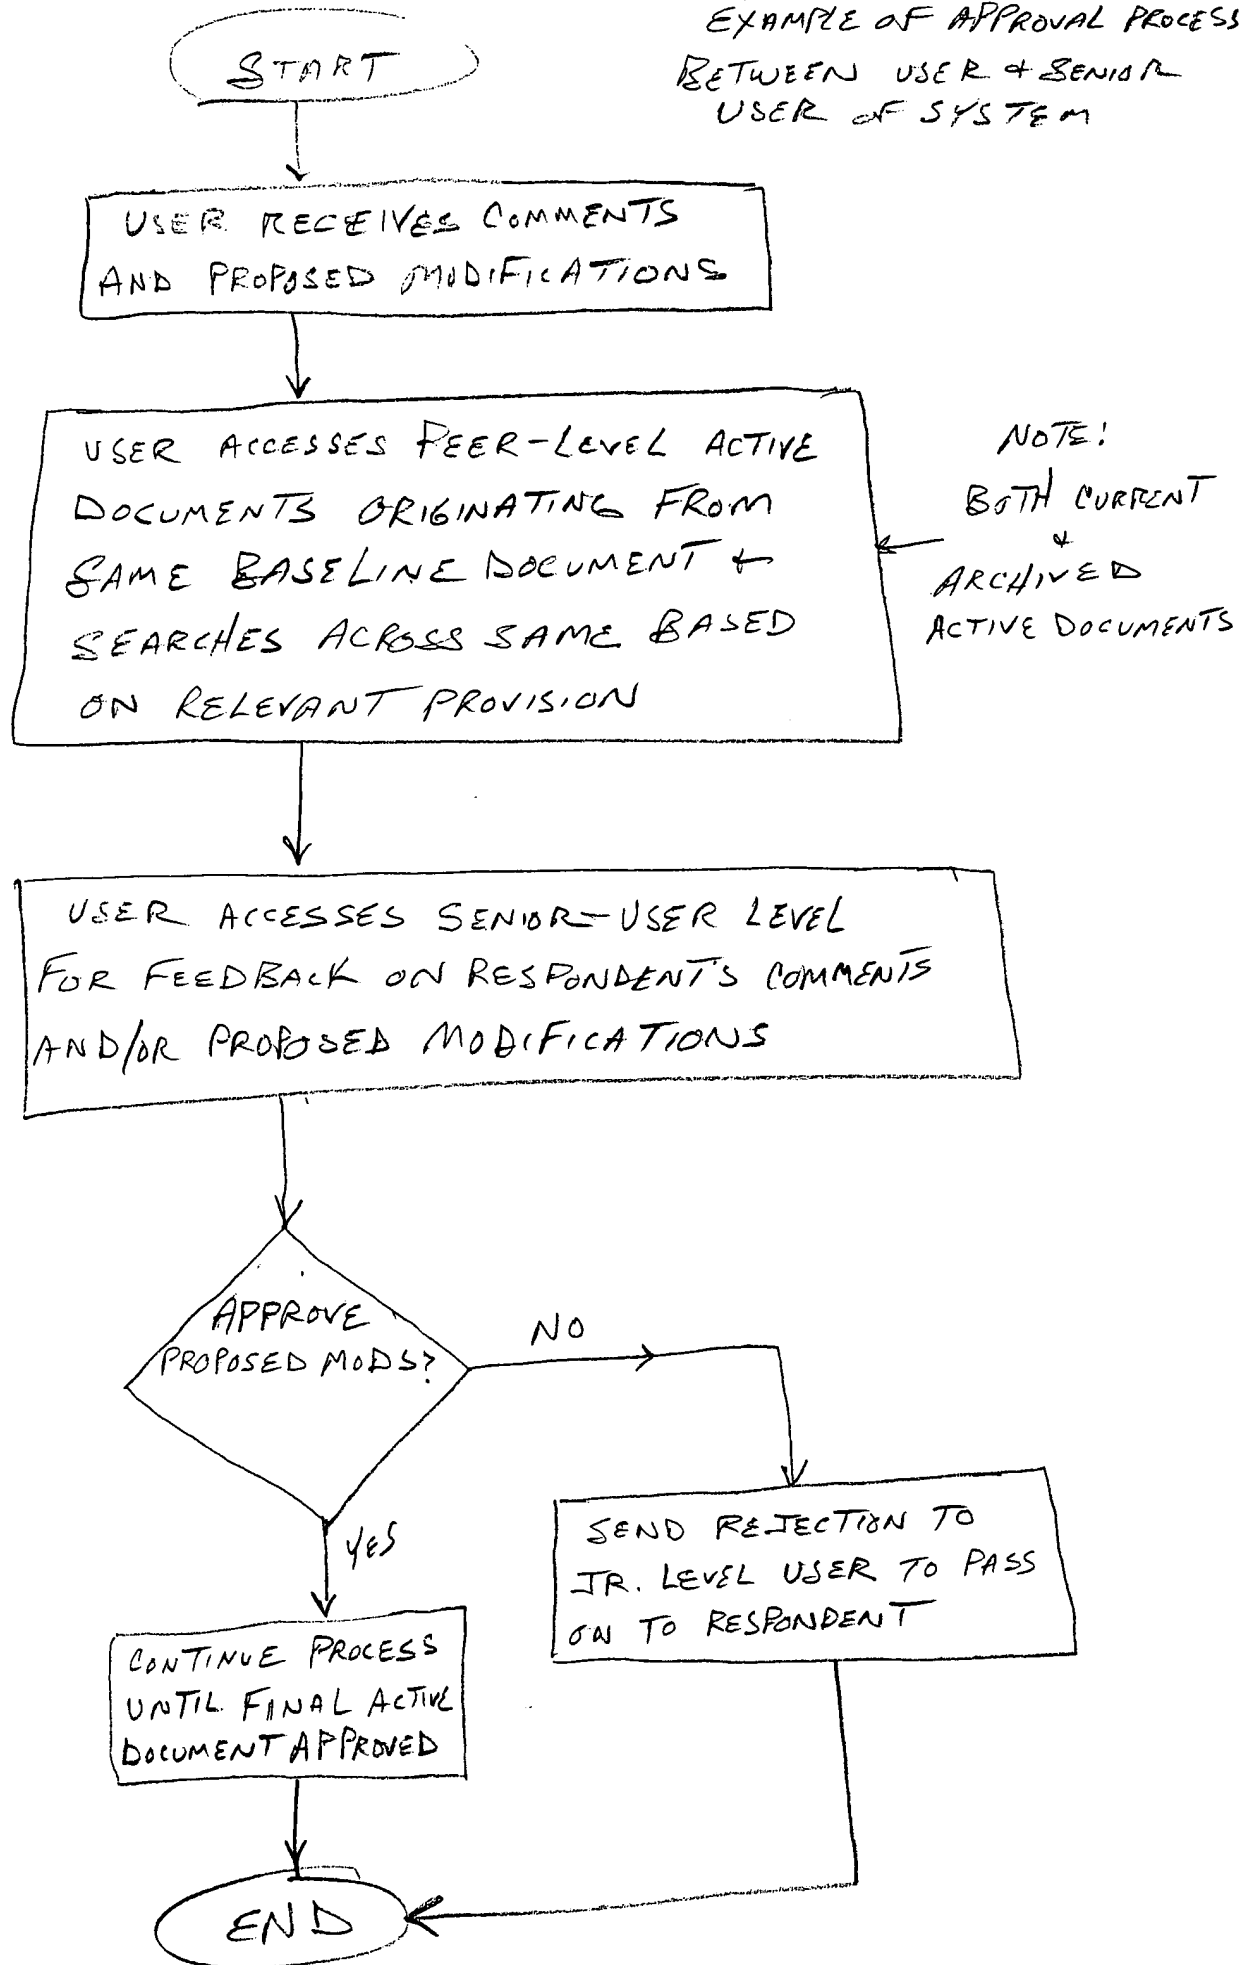 EXAMPLE OF APPROVAL PROCESS
BETWEEN USER & SENIOR
USER OF SYSTEM
START
USER RECEIVES COMMENTS
AND PROPOSED MODIFICATIONS
USER ACCESSES PEER-LEVEL ACTIVE
DOCUMENTS ORIGINATING FROM
SAME BASELINE DOCUMENT &
SEARCHES ACROSS SAME BASED
ON RELEVANT PROVISION
NOTE!
BOTH CURRENT
&
ARCHIVED
ACTIVE DOCUMENTS
USER ACCESSES SENIOR-USER LEVEL
FOR FEEDBACK ON RESPONDENT'S COMMENTS
AND/OR PROPOSED MODIFICATIONS
APPROVE
PROPOSED MODS?
NO
YES
SEND REJECTION TO
JR. LEVEL USER TO PASS
ON TO RESPONDENT
CONTINUE PROCESS
UNTIL FINAL ACTIVE
DOCUMENT APPROVED
END